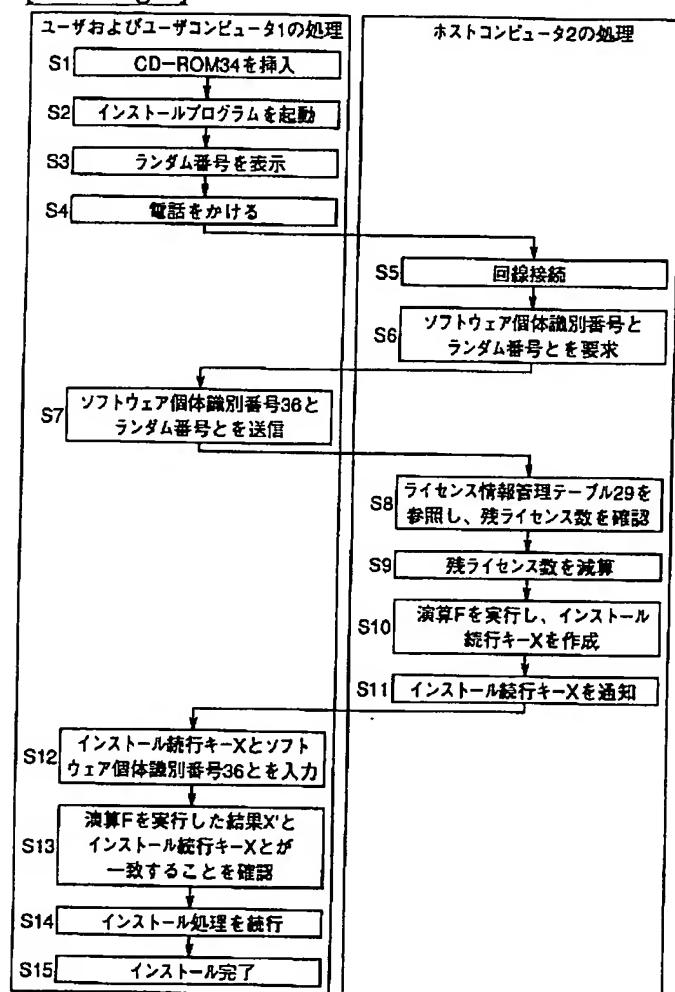 ユーザおよびユーザコンピュータ1の処理
ホストコンピュータ2の処理
S1 CD-ROM34を挿入
S2 インストールプログラムを起動
S3 ランダム番号を表示
S4 電話をかける
S5 回線接続
S6 ソフトウェア個体識別番号と
ランダム番号とを要求
S7 ソフトウェア個体識別番号36と
ランダム番号とを送信
S8 ライセンス情報管理テーブル29を
参照し、残ライセンス数を確認
S9 残ライセンス数を減算
S10 演算Fを実行し、インストール
続行キーXを作成
S11 インストール続行キーXを通知
S12 インストール続行キーXとソフト
ウェア個体識別番号36とを入力
S13 演算Fを実行した結果X'と
インストール続行キーXとが
一致することを確認
S14 インストール処理を続行
S15 インストール完了